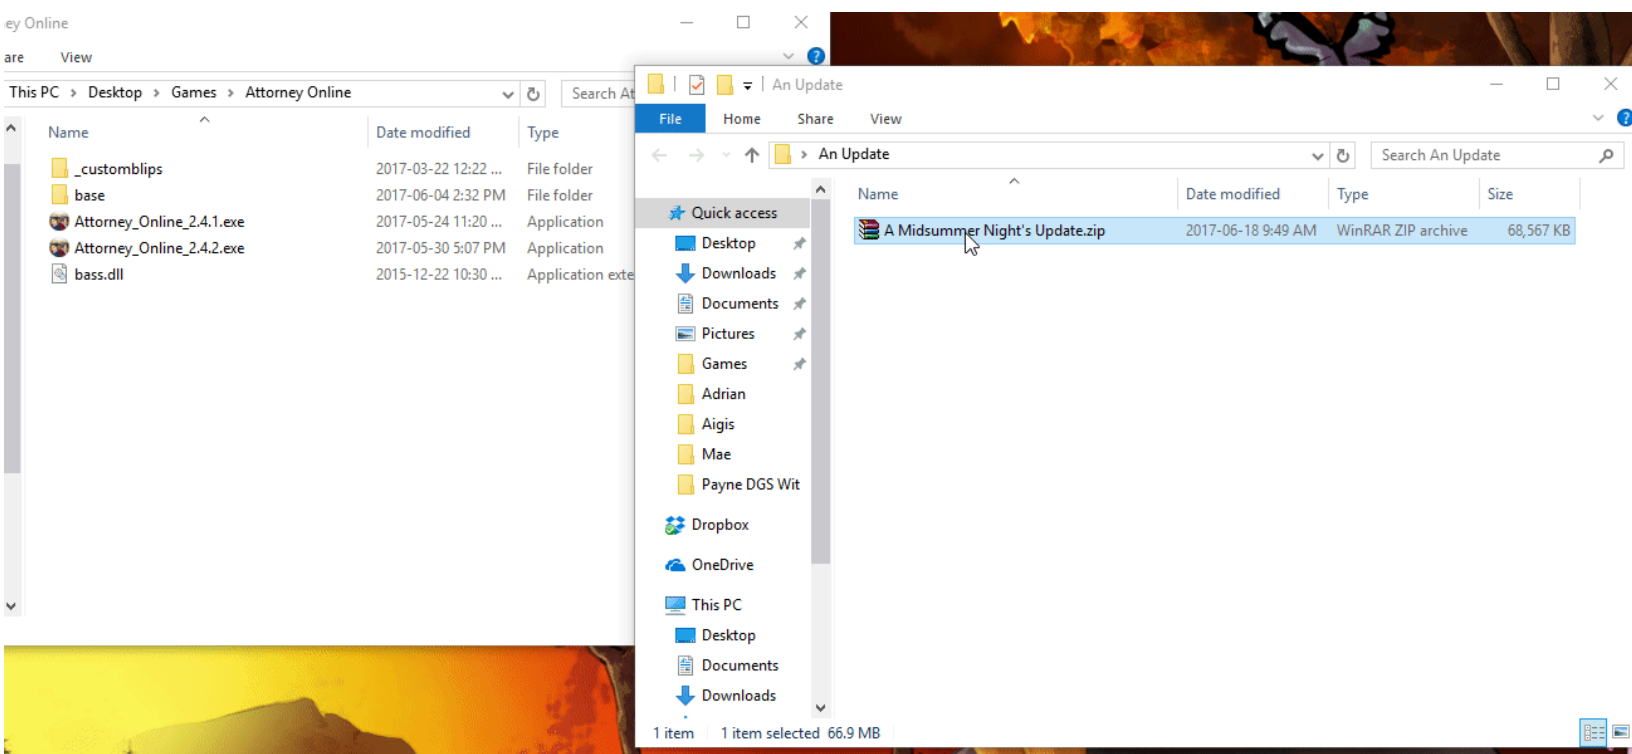 ey Online
are View
This PC > Desktop > Games > Attorney Online
Search At
Name Date modified Type
_customblips 2017-03-22 12:22 ... File folder
base 2017-06-04 2:32 PM File folder
Attorney_Online_2.4.1.exe 2017-05-24 11:20 ... Application
Attorney_Online_2.4.2.exe 2017-05-30 5:07 PM Application
bass.dll 2015-12-22 10:30 ... Application exte
An Update
File Home Share View
> An Update
Search An Update
Quick access
Desktop
Downloads
Documents
Pictures
Games
Adrian
Aigis
Mae
Payne DGS Wit
Dropbox
OneDrive
This PC
Desktop
Documents
Downloads
Name Date modified Type Size
A Midsummer Night's Update.zip 2017-06-18 9:49 AM WinRAR ZIP archive 68,567 KB
1 item 1 item selected 66.9 MB